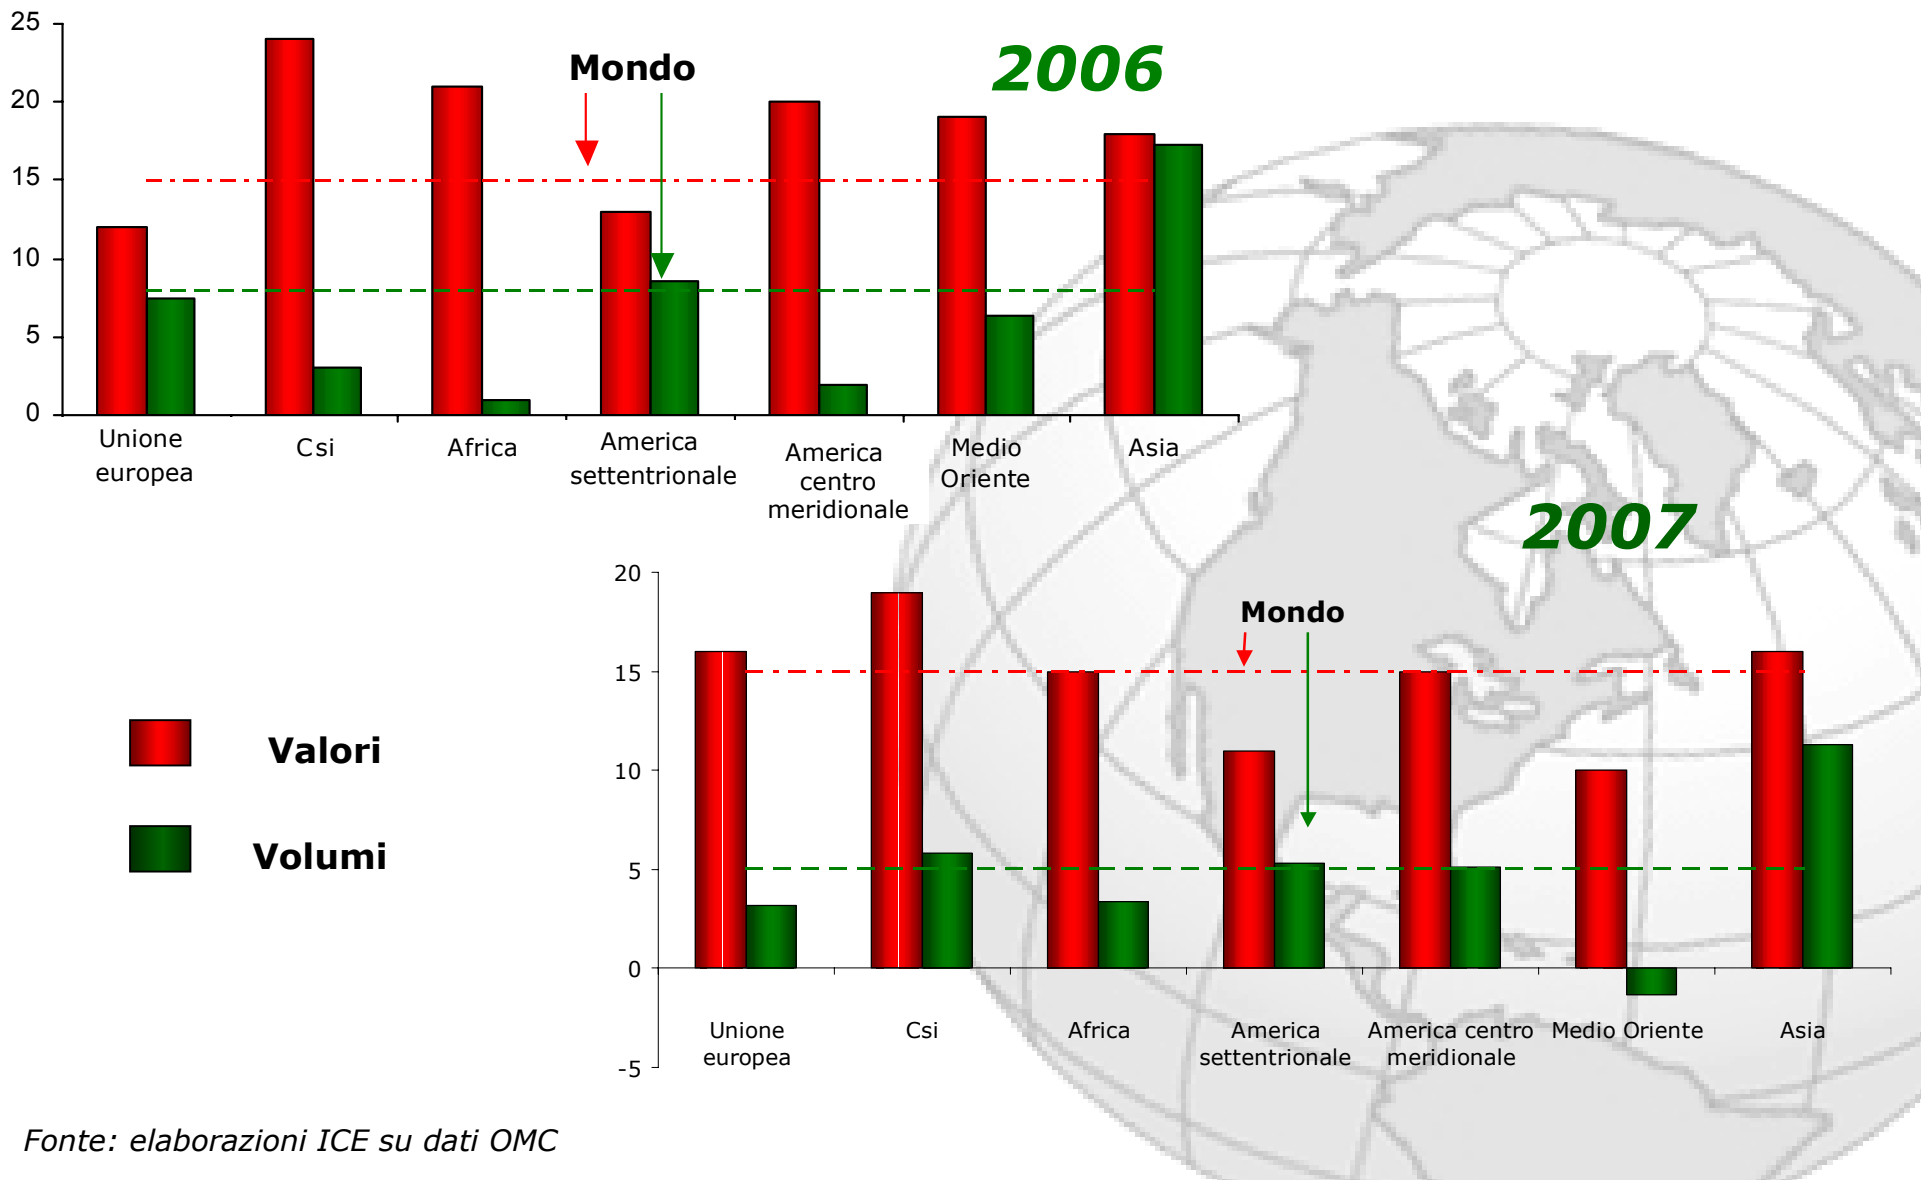 25
20
15
10
5
0
Mondo
2006
Unione
europea
Csi
Africa
America
settentrionale
America
centro
meridionale
Medio
Oriente
Asia
2007
20
15
10
5
0
-5
Mondo
Valori
Volumi
Unione
europea
Csi
Africa
America
settentrionale
America centro
meridionale
Medio Oriente
Asia
Fonte: elaborazioni ICE su dati OMC